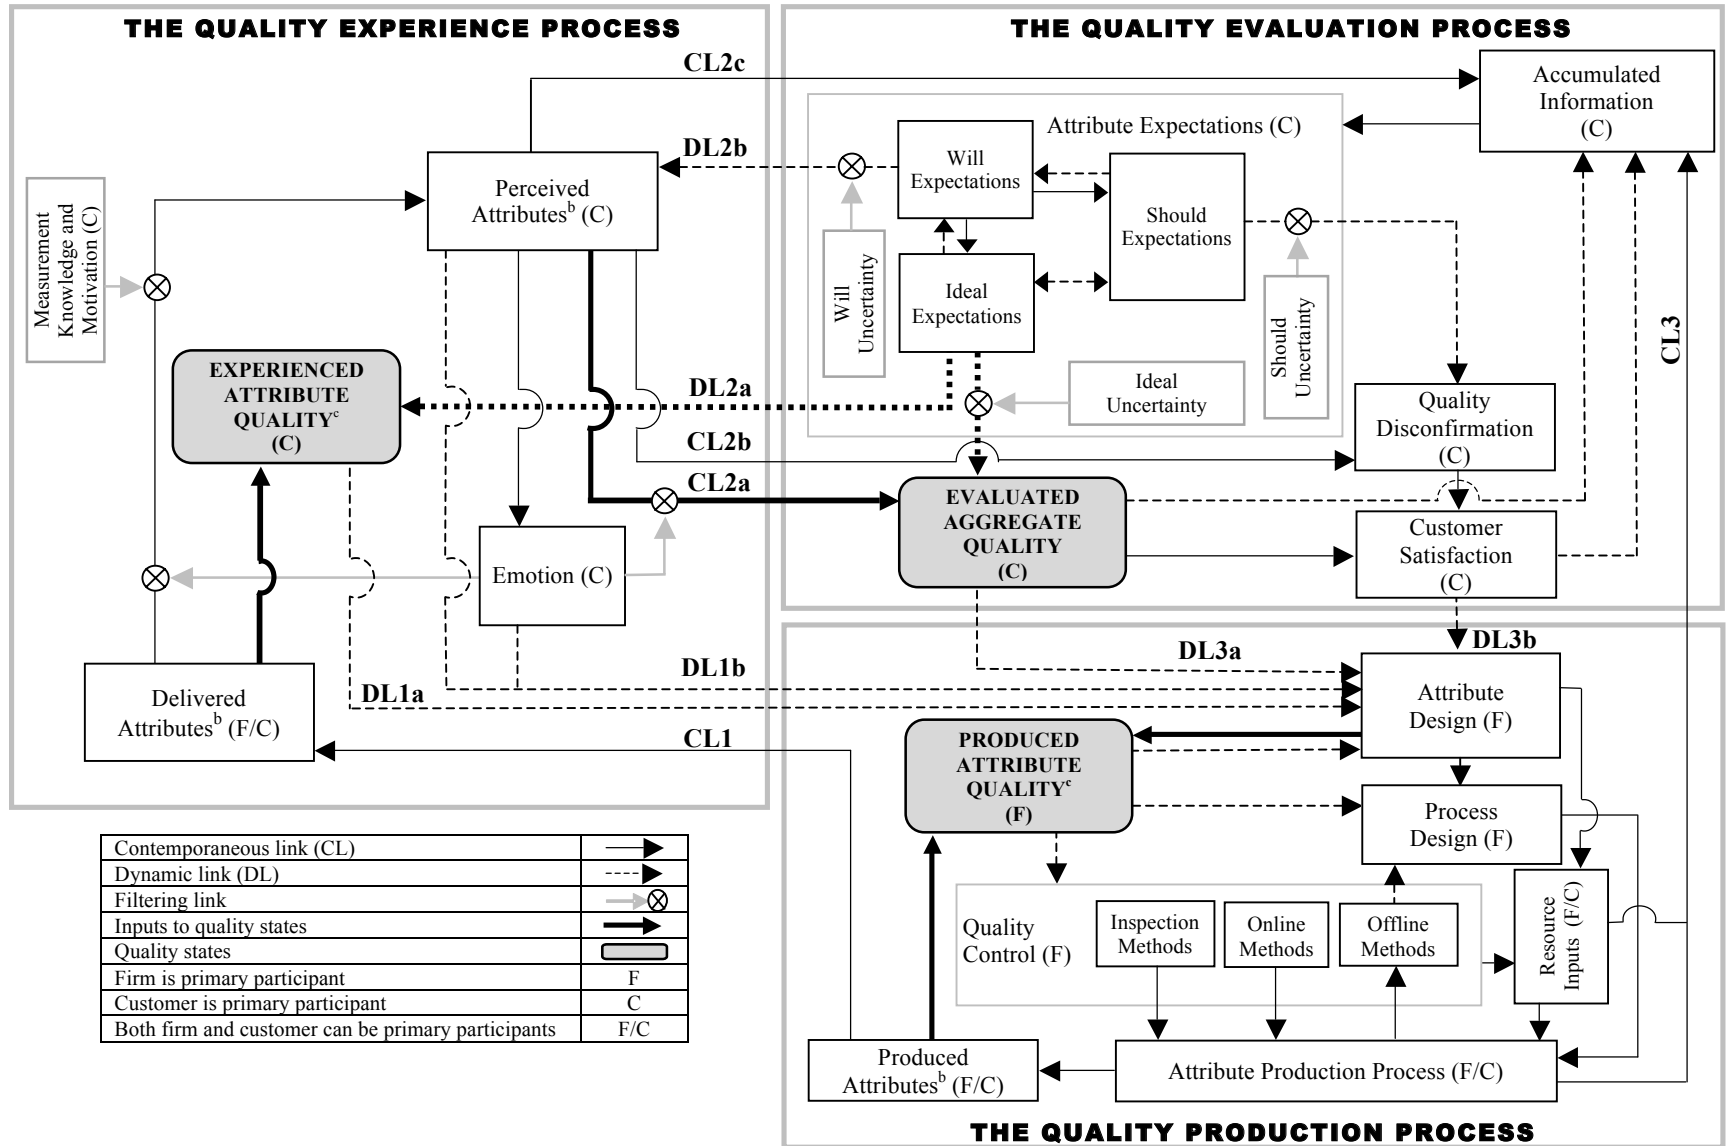 THE QUALITY EXPERIENCE PROCESS
CL2c
DL2b
Perceived
Attributesᵇ (C)
Measurement
Knowledge and
Motivation (C)
EXPERIENCED
ATTRIBUTE
QUALITYᶜ
(C)
DL2a
CL2b
CL2a
Emotion (C)
DL1b
DL1a
Delivered
Attributesᵇ (F/C)
CL1
THE QUALITY EVALUATION PROCESS
Accumulated
Information
(C)
Attribute Expectations (C)
Will
Expectations
Should
Expectations
Ideal
Expectations
Will
Uncertainty
Should
Uncertainty
Ideal
Uncertainty
CL3
Quality
Disconfirmation
(C)
EVALUATED
AGGREGATE
QUALITY
(C)
Customer
Satisfaction
(C)
DL3a
DL3b
Attribute
Design (F)
PRODUCED
ATTRIBUTE
QUALITYᶜ
(F)
Process
Design (F)
Quality
Control (F)
Inspection
Methods
Online
Methods
Offline
Methods
Resource
Inputs (F/C)
Produced
Attributesᵇ (F/C)
Attribute Production Process (F/C)
THE QUALITY PRODUCTION PROCESS
Contemporaneous link (CL)
Dynamic link (DL)
Filtering link
Inputs to quality states
Quality states
Firm is primary participant F
Customer is primary participant C
Both firm and customer can be primary participants F/C